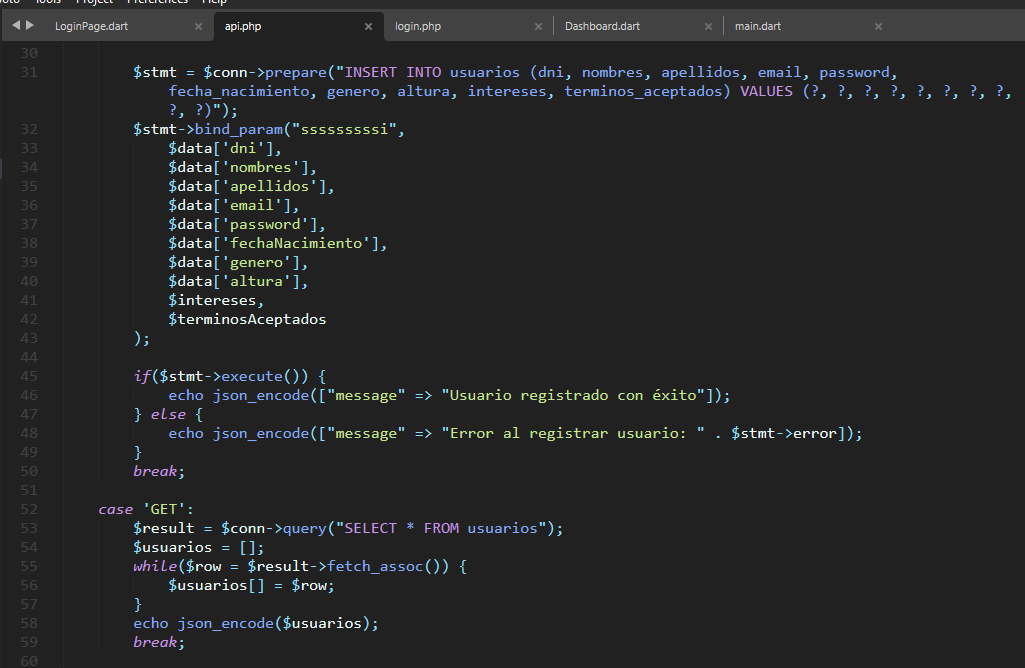 Tools Project Preferences Help
LoginPage.dart × api.php × login.php × Dashboard.dart × main.dart ×
30
31 $stmt = $conn->prepare("INSERT INTO usuarios (dni, nombres, apellidos, email, password,
fecha_nacimiento, genero, altura, intereses, terminos_aceptados) VALUES (?, ?, ?, ?, ?, ?, ?, ?,
?, ?)");
32 $stmt->bind_param("sssssssssi",
33 $data['dni'],
34 $data['nombres'],
35 $data['apellidos'],
36 $data['email'],
37 $data['password'],
38 $data['fechaNacimiento'],
39 $data['genero'],
40 $data['altura'],
41 $intereses,
42 $terminosAceptados
43 );
44
45 if($stmt->execute()) {
46 echo json_encode(["message" => "Usuario registrado con éxito"]);
47 } else {
48 echo json_encode(["message" => "Error al registrar usuario: " . $stmt->error]);
49 }
50 break;
51
52 case 'GET':
53 $result = $conn->query("SELECT * FROM usuarios");
54 $usuarios = [];
55 while($row = $result->fetch_assoc()) {
56 $usuarios[] = $row;
57 }
58 echo json_encode($usuarios);
59 break;
60